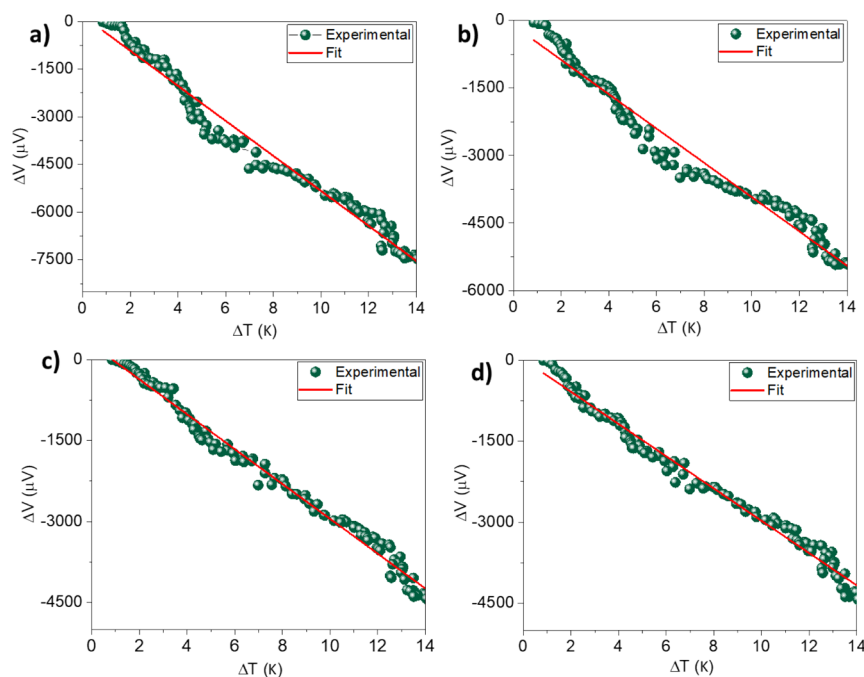 a)
Experimental
Fit
0
-1500
-3000
-4500
-6000
-7500
ΔV (μV)
0 2 4 6 8 10 12 14
ΔT (K)
b)
Experimental
Fit
0
-1500
-3000
-4500
-6000
ΔV (μV)
0 2 4 6 8 10 12 14
ΔT (K)
c)
Experimental
Fit
0
-1500
-3000
-4500
ΔV (μV)
0 2 4 6 8 10 12 14
ΔT (K)
d)
Experimental
Fit
0
-1500
-3000
-4500
ΔV (μV)
0 2 4 6 8 10 12 14
ΔT (K)